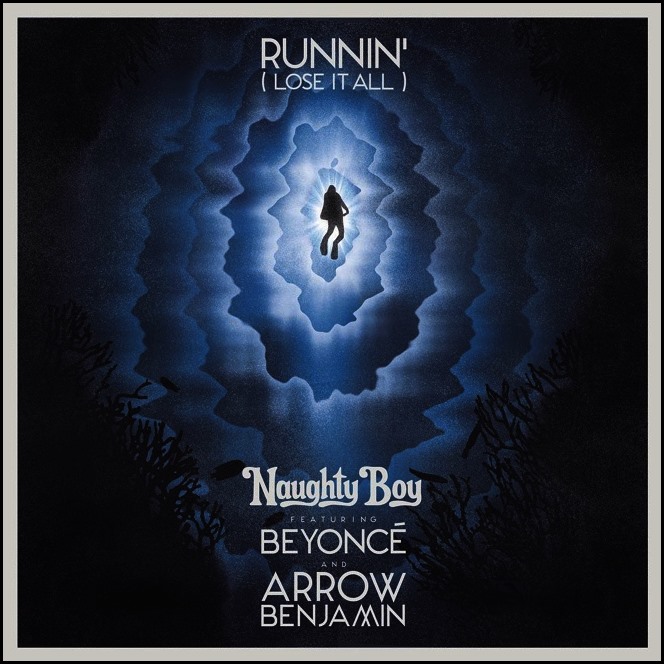 RUNNIN'
( LOSE IT ALL )
Naughty Boy
FEATURING
BEYONCÉ
AND
ARROW
BENJAMIN